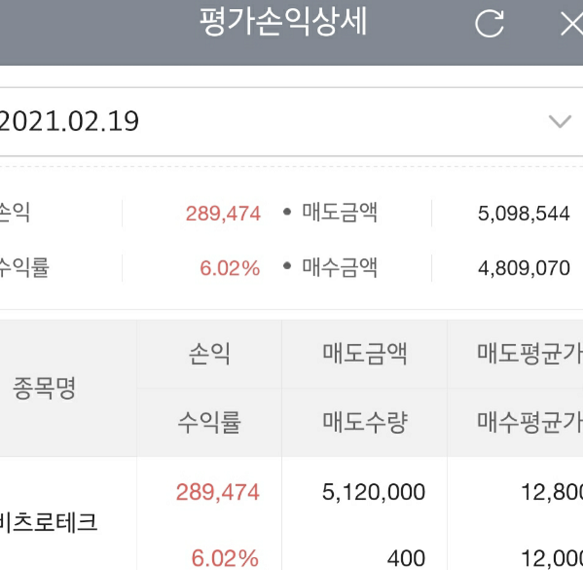 평가손익상세
2021.02.19
손익 289,474 • 매도금액 5,098,544
수익률 6.02% • 매수금액 4,809,070
종목명 손익 매도금액 매도평균가
수익률 매도수량 매수평균가
비츠로테크 289,474 5,120,000 12,800
6.02% 400 12,000